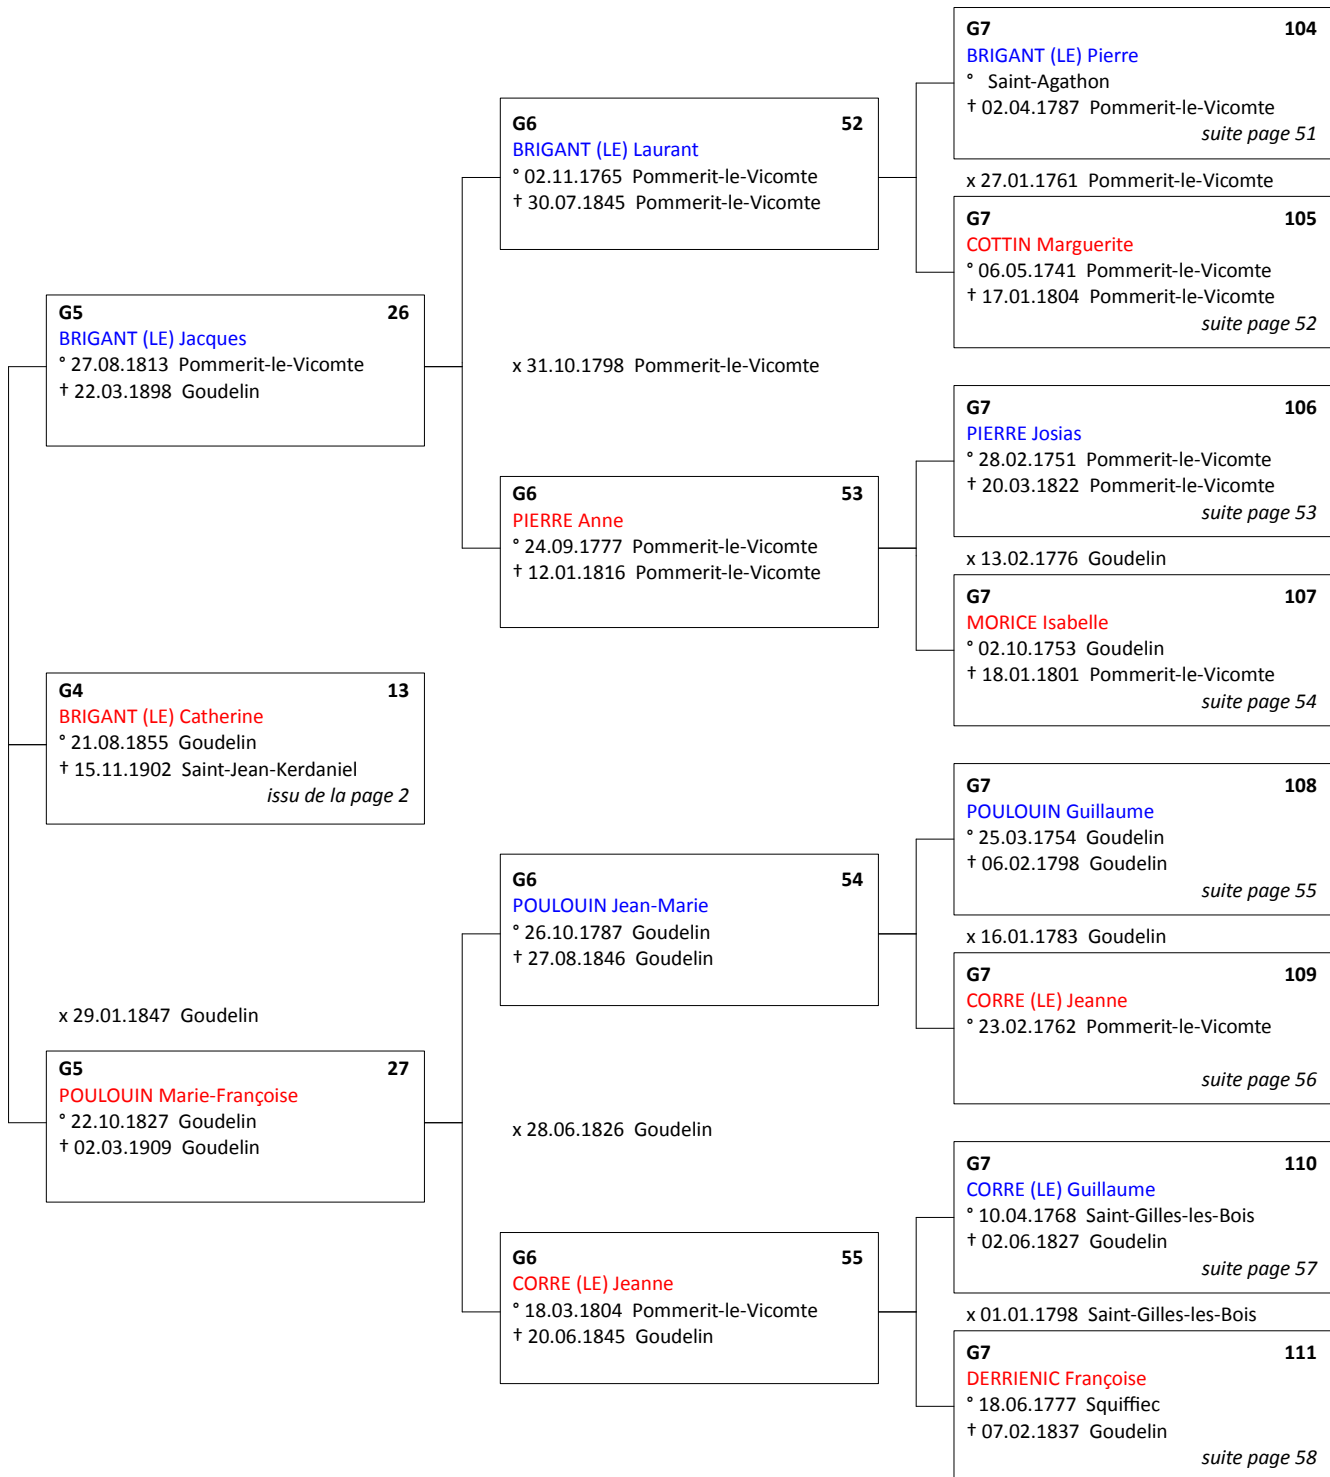 G5 26
BRIGANT (LE) Jacques
° 27.08.1813 Pommerit-le-Vicomte
† 22.03.1898 Goudelin
G4 13
BRIGANT (LE) Catherine
° 21.08.1855 Goudelin
† 15.11.1902 Saint-Jean-Kerdaniel
issu de la page 2
x 29.01.1847 Goudelin
G5 27
POULOUIN Marie-Françoise
° 22.10.1827 Goudelin
† 02.03.1909 Goudelin
G6 52
BRIGANT (LE) Laurant
° 02.11.1765 Pommerit-le-Vicomte
† 30.07.1845 Pommerit-le-Vicomte
x 31.10.1798 Pommerit-le-Vicomte
G6 53
PIERRE Anne
° 24.09.1777 Pommerit-le-Vicomte
† 12.01.1816 Pommerit-le-Vicomte
G6 54
POULOUIN Jean-Marie
° 26.10.1787 Goudelin
† 27.08.1846 Goudelin
x 28.06.1826 Goudelin
G6 55
CORRE (LE) Jeanne
° 18.03.1804 Pommerit-le-Vicomte
† 20.06.1845 Goudelin
G7 104
BRIGANT (LE) Pierre
° Saint-Agathon
† 02.04.1787 Pommerit-le-Vicomte
suite page 51
x 27.01.1761 Pommerit-le-Vicomte
G7 105
COTTIN Marguerite
° 06.05.1741 Pommerit-le-Vicomte
† 17.01.1804 Pommerit-le-Vicomte
suite page 52
G7 106
PIERRE Josias
° 28.02.1751 Pommerit-le-Vicomte
† 20.03.1822 Pommerit-le-Vicomte
suite page 53
x 13.02.1776 Goudelin
G7 107
MORICE Isabelle
° 02.10.1753 Goudelin
† 18.01.1801 Pommerit-le-Vicomte
suite page 54
G7 108
POULOUIN Guillaume
° 25.03.1754 Goudelin
† 06.02.1798 Goudelin
suite page 55
x 16.01.1783 Goudelin
G7 109
CORRE (LE) Jeanne
° 23.02.1762 Pommerit-le-Vicomte
suite page 56
G7 110
CORRE (LE) Guillaume
° 10.04.1768 Saint-Gilles-les-Bois
† 02.06.1827 Goudelin
suite page 57
x 01.01.1798 Saint-Gilles-les-Bois
G7 111
DERRIENIC Françoise
° 18.06.1777 Squiffiec
† 07.02.1837 Goudelin
suite page 58